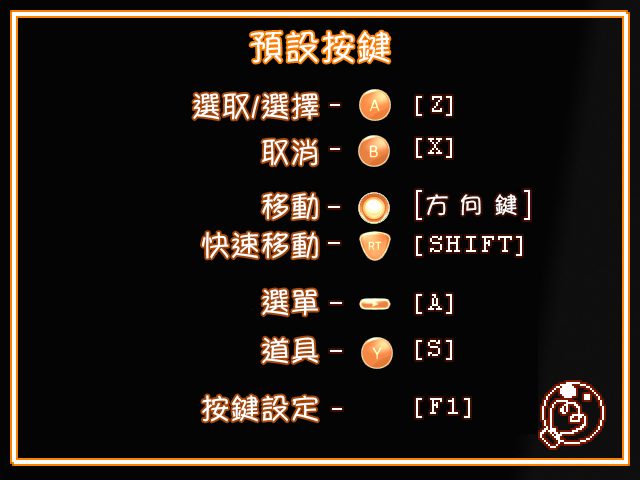 預設按鍵
選取/選擇 - A [Z]
取消 - B [X]
移動 - [方向鍵]
快速移動 - RT [SHIFT]
選單 - [A]
道具 - Y [S]
按鍵設定 - [F1]